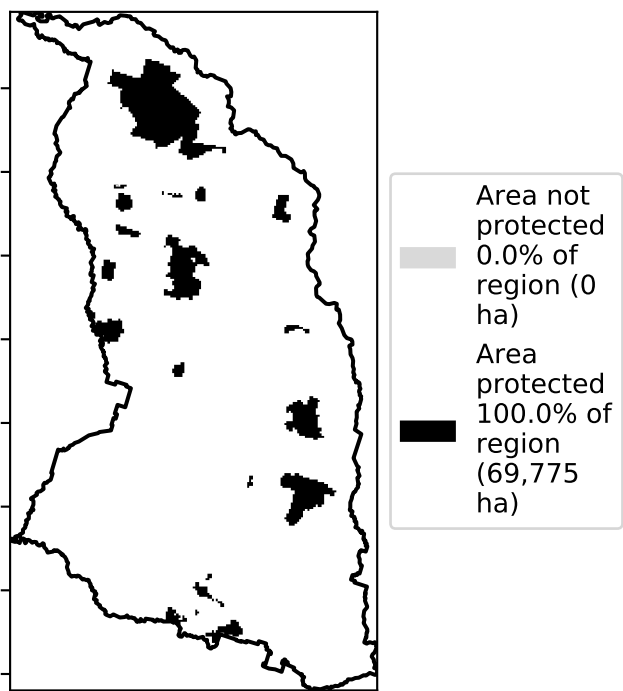 Area not
protected
0.0% of
region (0
ha)
Area
protected
100.0% of
region
(69,775
ha)